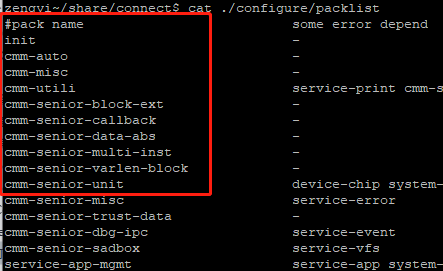 zengyi~/share/connect$ cat ./configure/packlist
#pack name some error depend
init -
cmm-auto -
cmm-misc -
cmm-utili service-print cmm-s
cmm-senior-block-ext -
cmm-senior-callback -
cmm-senior-data-abs -
cmm-senior-multi-inst -
cmm-senior-varlen-block -
cmm-senior-unit device-chip system-
cmm-senior-misc service-error
cmm-senior-trust-data -
cmm-senior-dbg-ipc service-event
cmm-senior-sadbox service-vfs
service-app-mgmt service-app system-